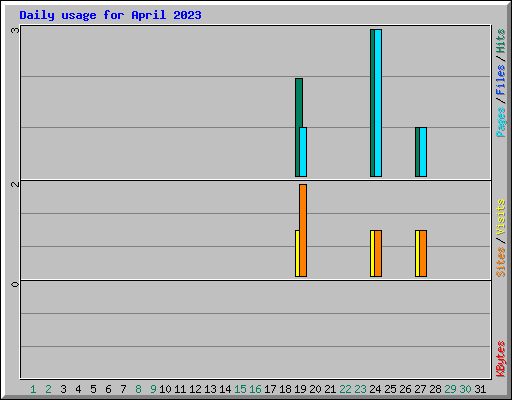 Daily usage for April 2023
3
2
0
Pages/Files/Hits
Sites/Visits
KBytes
1 2 3 4 5 6 7 8 9 10 11 12 13 14 15 16 17 18 19 20 21 22 23 24 25 26 27 28 29 30 31